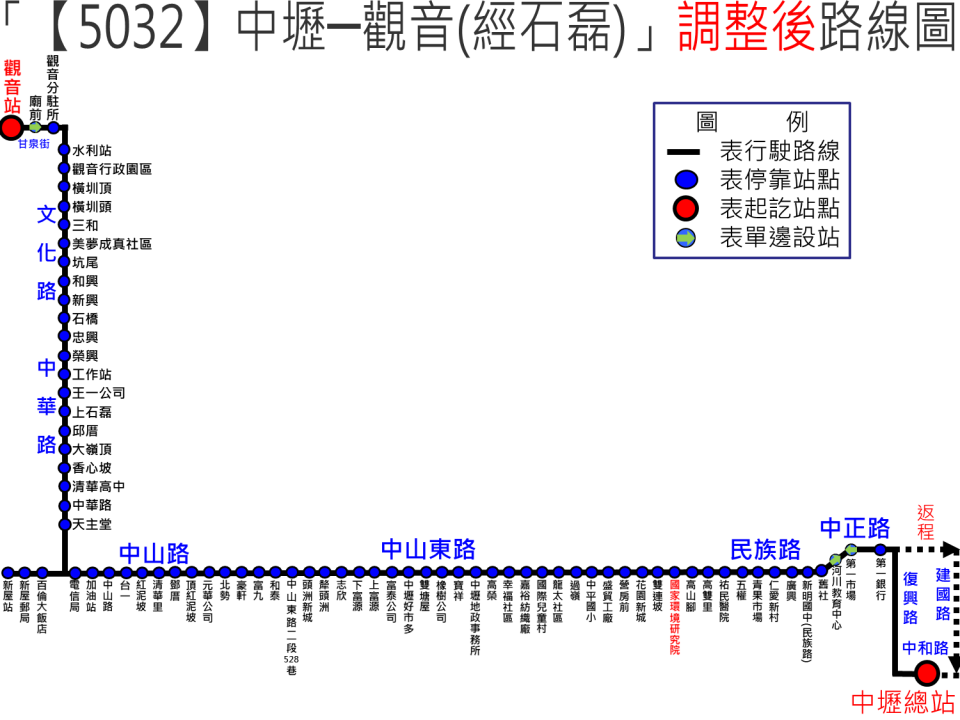 「【5032】中壢─觀音(經石磊)」調整後路線圖
觀音站
廟前
觀音分駐所
甘泉街
圖 例
表行駛路線
表停靠站點
表起訖站點
表單邊設站
水利站
觀音行政園區
橫圳頂
橫圳頭
三和
美夢成真社區
坑尾
和興
新興
石橋
忠興
榮興
工作站
王一公司
上石磊
邱厝
大嶺頂
香心坡
清華高中
中華路
天主堂
文化路
中華路
中山路
中山東路
民族路
中正路
返程
新屋站
新屋郵局
百倫大飯店
電信局
加油站
中山路
台一
紅泥坡
清華里
鄧厝
頂紅泥坡
元華公司
北勢
豪軒
富九
和泰
中山東路二段528巷
頭洲新城
犛頭洲
志欣
下富源
上富源
富泰公司
中壢好市多
雙塘屋
橡樹公司
寶祥
中壢地政事務所
高榮
幸福社區
嘉裕紡織廠
國際兒童村
龍太社區
過嶺
中平國小
盛貿工廠
營房前
花園新城
雙連坡
國家環境研究院
高山腳
高雙里
祐民醫院
五權
青果市場
仁愛新村
廣興
新明國中(民族路)
舊社
河川教育中心
第一市場
第一銀行
復興路
建國路
中和路
中壢總站